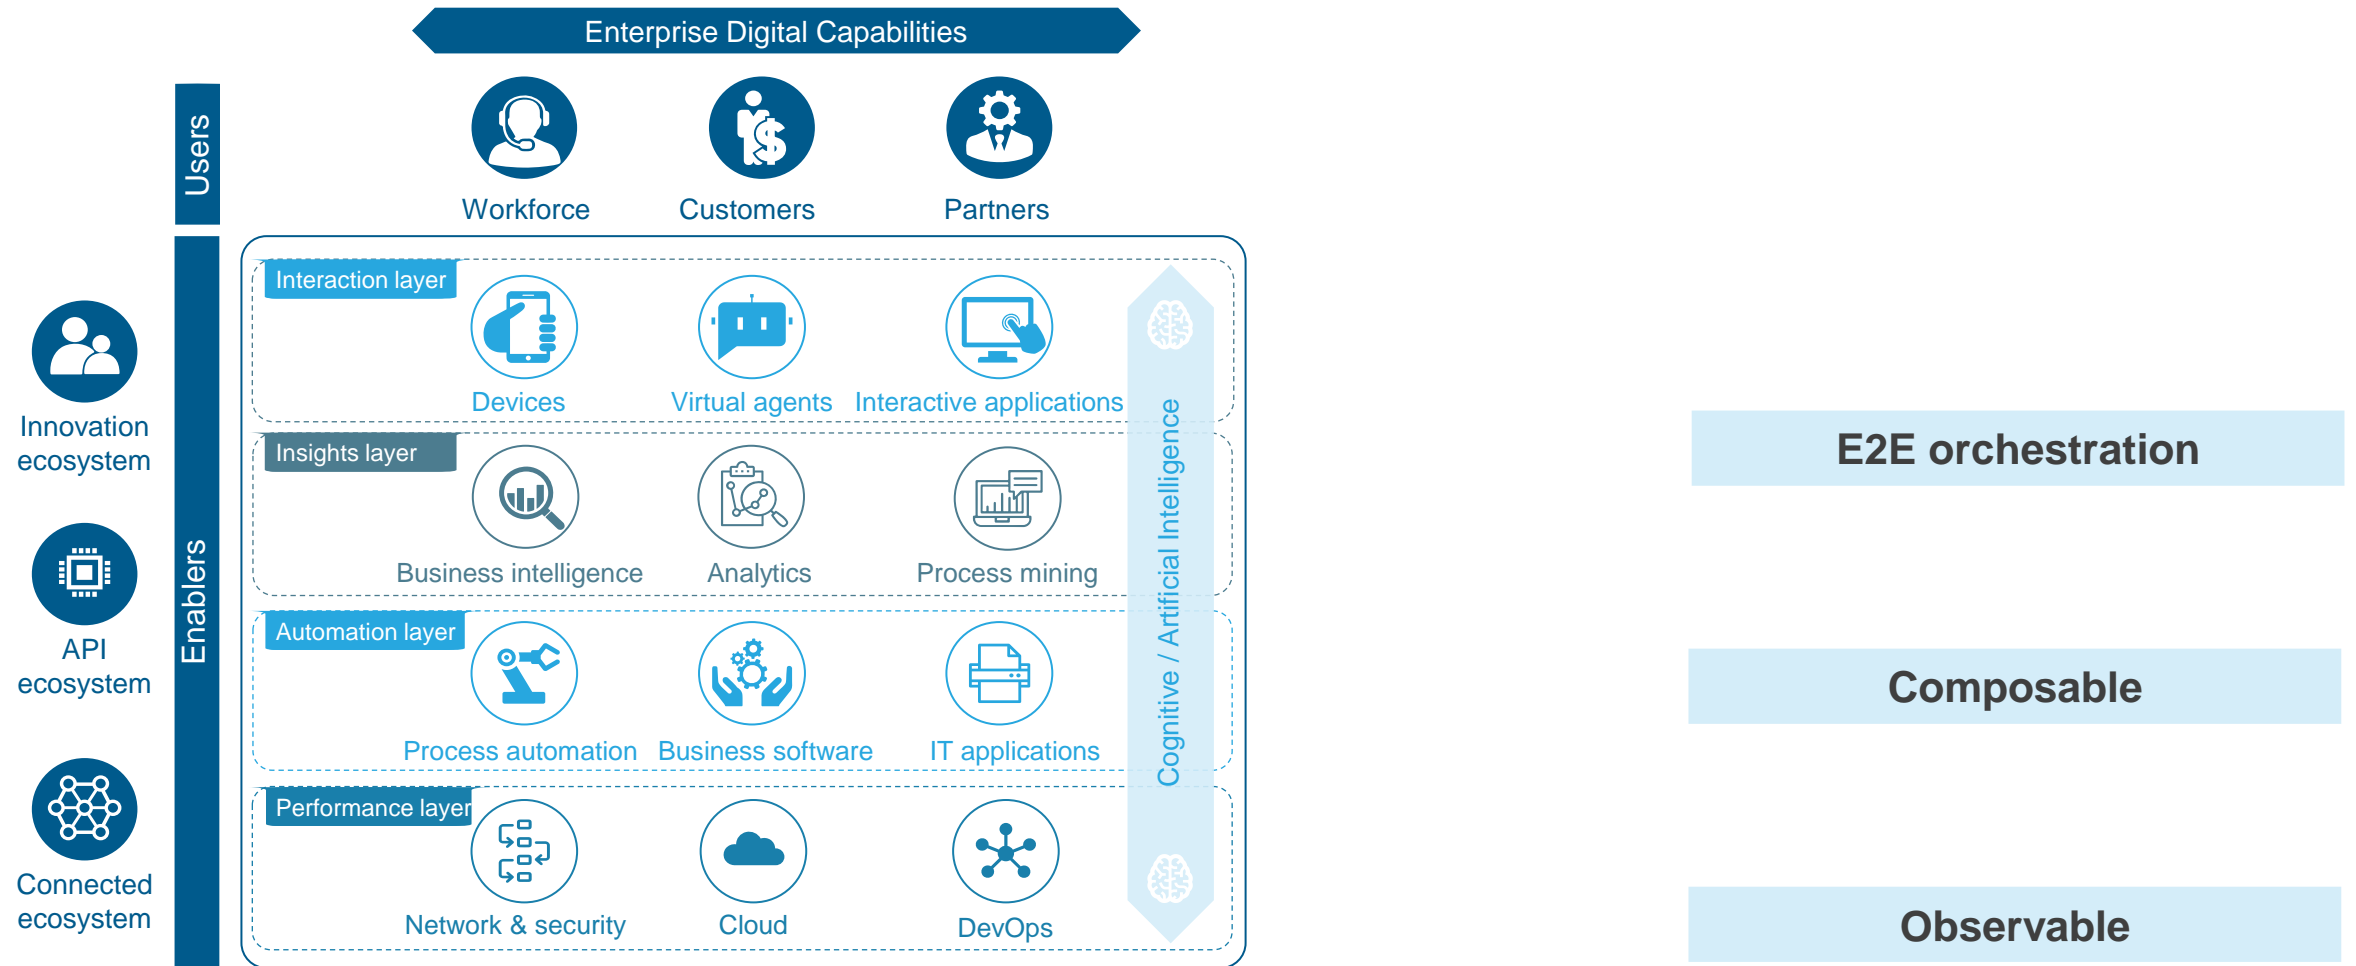 Enterprise Digital Capabilities
Users
Workforce
Customers
Partners
Enablers
Innovation
ecosystem
API
ecosystem
Connected
ecosystem
Interaction layer
Devices
Virtual agents
Interactive applications
Insights layer
Business intelligence
Analytics
Process mining
Automation layer
Process automation
Business software
IT applications
Performance layer
Network & security
Cloud
DevOps
Cognitive / Artificial Intelligence
E2E orchestration
Composable
Observable